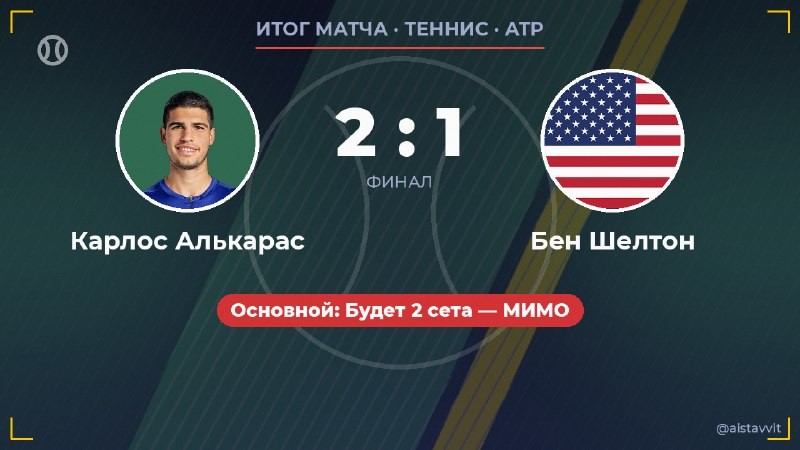 ИТОГ МАТЧА · ТЕННИС · ATP
2 : 1
ФИНАЛ
Карлос Алькарас
Бен Шелтон
Основной: Будет 2 сета — МИМО
@aistavvit